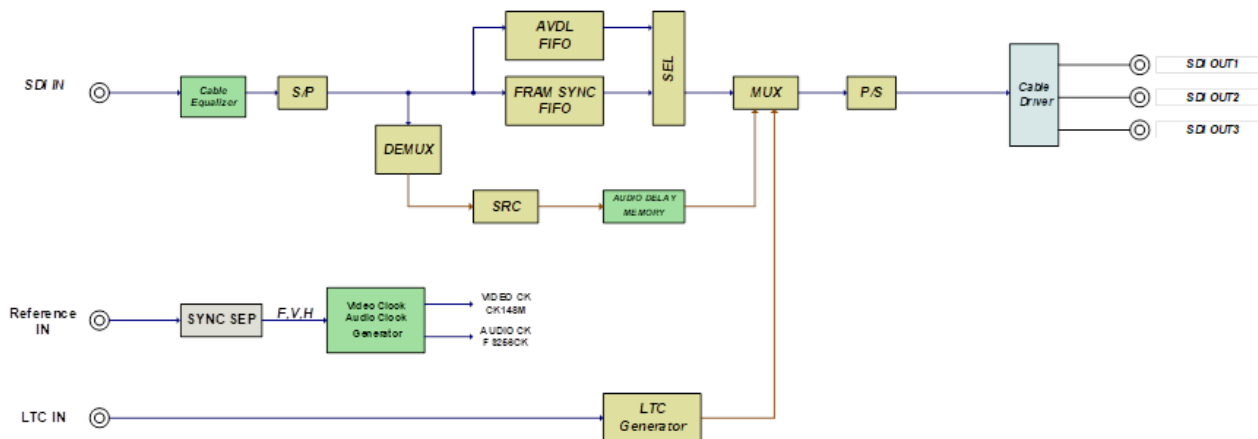 SDI IN
Cable
Equalizer
S/P
AVDL
FIFO
FRAM SYNC
FIFO
SEL
MUX
P/S
Cable
Driver
SDI OUT1
SDI OUT2
SDI OUT3
DEMUX
SRC
AUDIO DELAY
MEMORY
Reference
IN
SYNC SEP
F,V,H
Video Clock
Audio Clock
Generator
VIDEO CK
CK148M
AUDIO CK
FS256CK
LTC IN
LTC
Generator